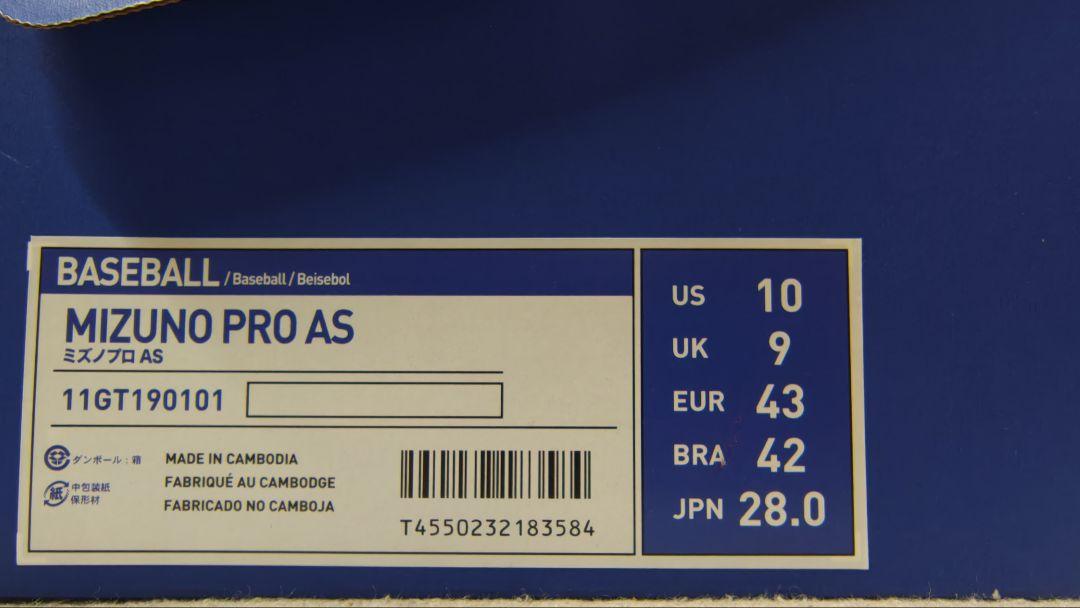 BASEBALL / Baseball / Beisebol
MIZUNO PRO AS
ミズノプロ AS
11GT190101
ダンボール : 箱
紙
中包装紙
保形材
MADE IN CAMBODIA
FABRIQUÉ AU CAMBODGE
FABRICADO NO CAMBOJA
T4550232183584
US 10
UK 9
EUR 43
BRA 42
JPN 28.0